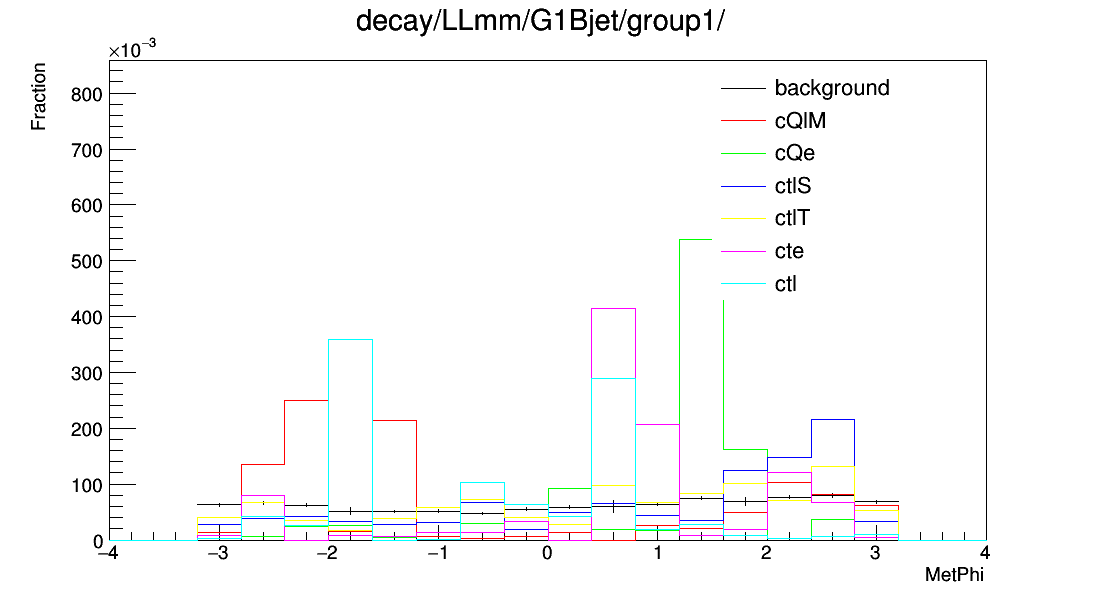 decay/LLmm/G1Bjet/group1/
×10⁻³
Fraction
800
700
600
500
400
300
200
100
0
background
cQlM
cQe
ctlS
ctlT
cte
ctl
−4 −3 −2 −1 0 1 2 3 4
MetPhi